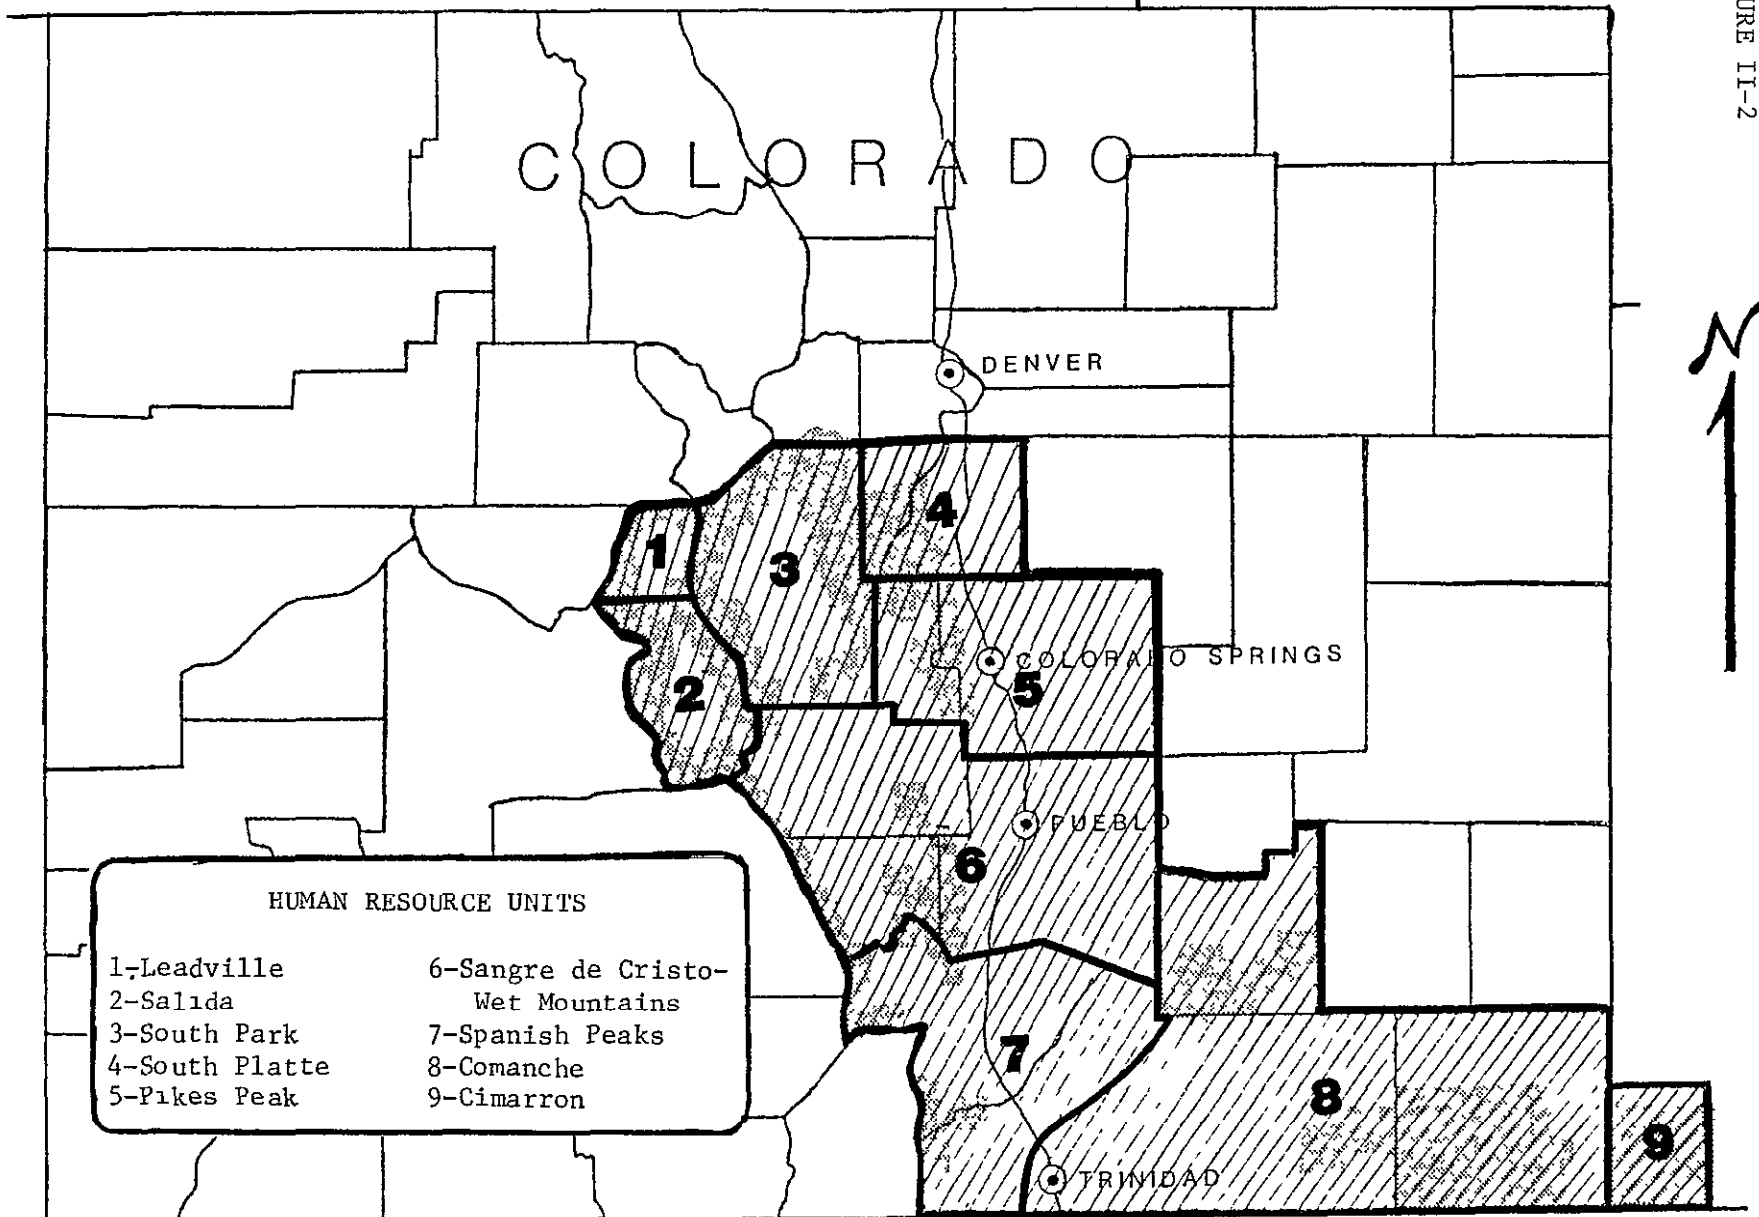 URE II-2
COLORADO
N
DENVER
4
1
3
COLORADO SPRINGS
5
2
PUEBLO
6
HUMAN RESOURCE UNITS
1-Leadville
2-Salida
3-South Park
4-South Platte
5-Pikes Peak
6-Sangre de Cristo-
Wet Mountains
7-Spanish Peaks
8-Comanche
9-Cimarron
7
8
9
TRINIDAD